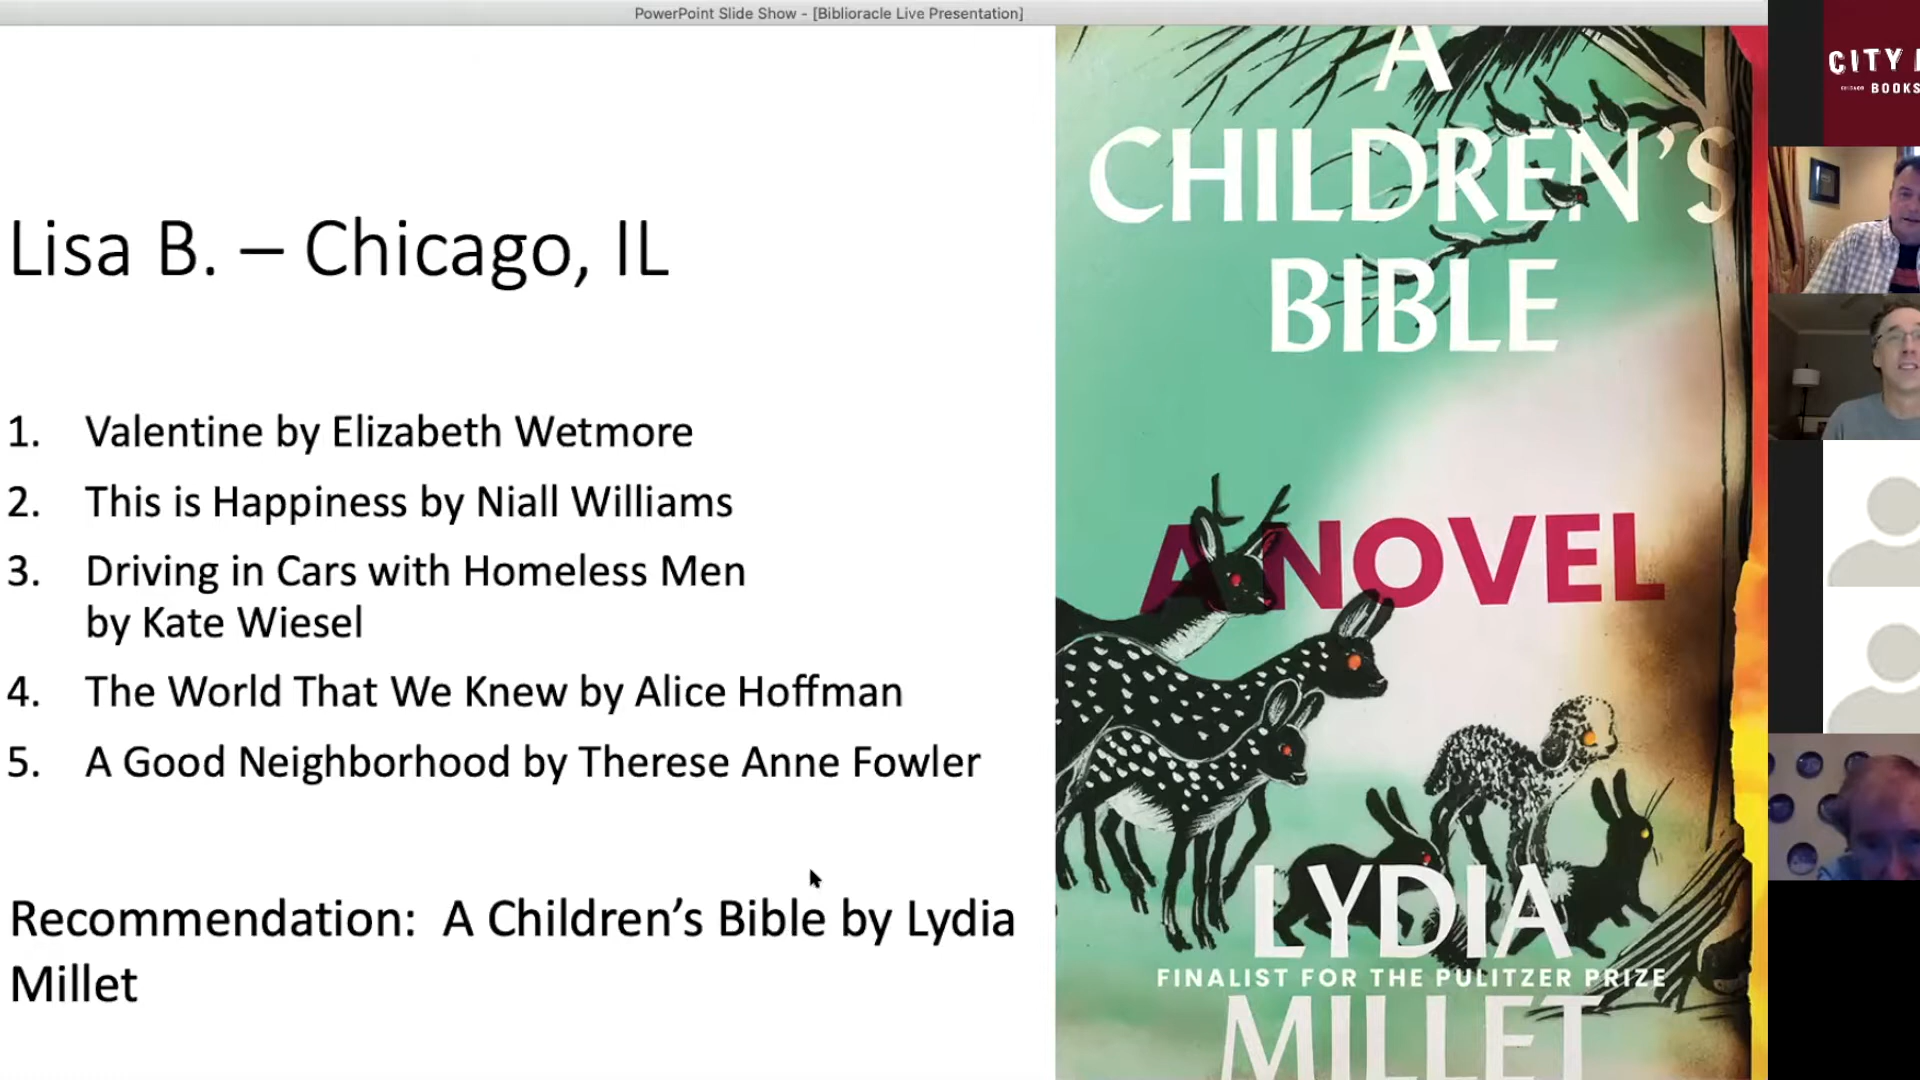 PowerPoint Slide Show - [Biblioracle Live Presentation]
Lisa B. – Chicago, IL
1. Valentine by Elizabeth Wetmore
2. This is Happiness by Niall Williams
3. Driving in Cars with Homeless Men
by Kate Wiesel
4. The World That We Knew by Alice Hoffman
5. A Good Neighborhood by Therese Anne Fowler
Recommendation: A Children’s Bible by Lydia
Millet
A
CHILDREN’S
BIBLE
A NOVEL
LYDIA
FINALIST FOR THE PULITZER PRIZE
MILLET
CITY
CHICAGO BOOKS